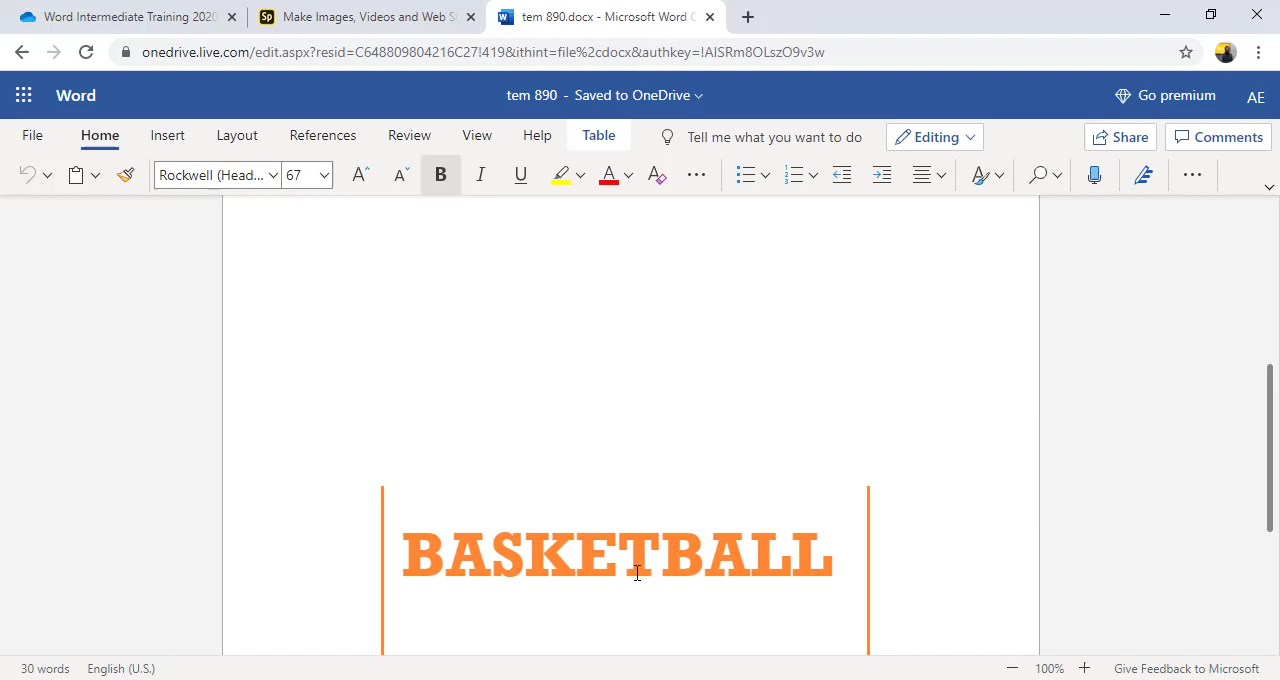 Word Intermediate Training 2020
Sp
Make Images, Videos and Web S
W
tem 890.docx - Microsoft Word
onedrive.live.com/edit.aspx?resid=C648809804216C27!419&ithint=file%2cdocx&authkey=!AISRm8OLszO9v3w
Word
tem 890 - Saved to OneDrive
Go premium
AE
File
Home
Insert
Layout
References
Review
View
Help
Table
Tell me what you want to do
Editing
Share
Comments
Rockwell (Head...
67
A
A
B
I
U
A
A
BASKETBALL
30 words
English (U.S.)
100%
Give Feedback to Microsoft